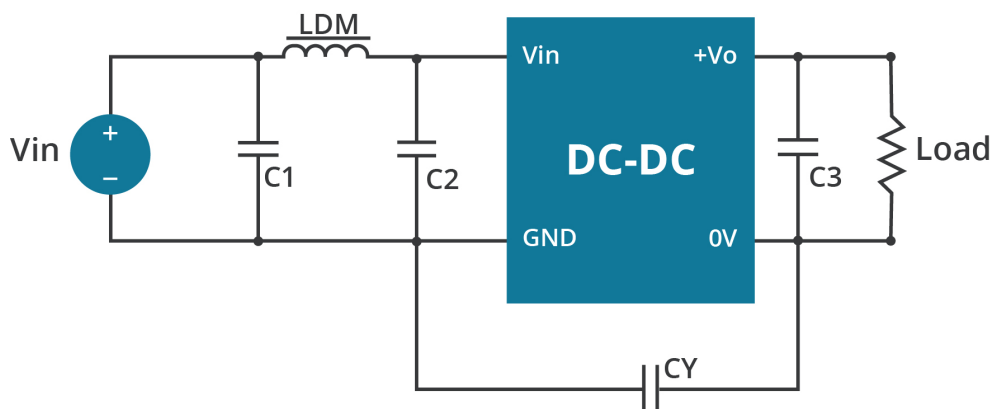 LDM
Vin
+
−
C1
C2
Vin
+Vo
DC-DC
GND
0V
C3
Load
CY